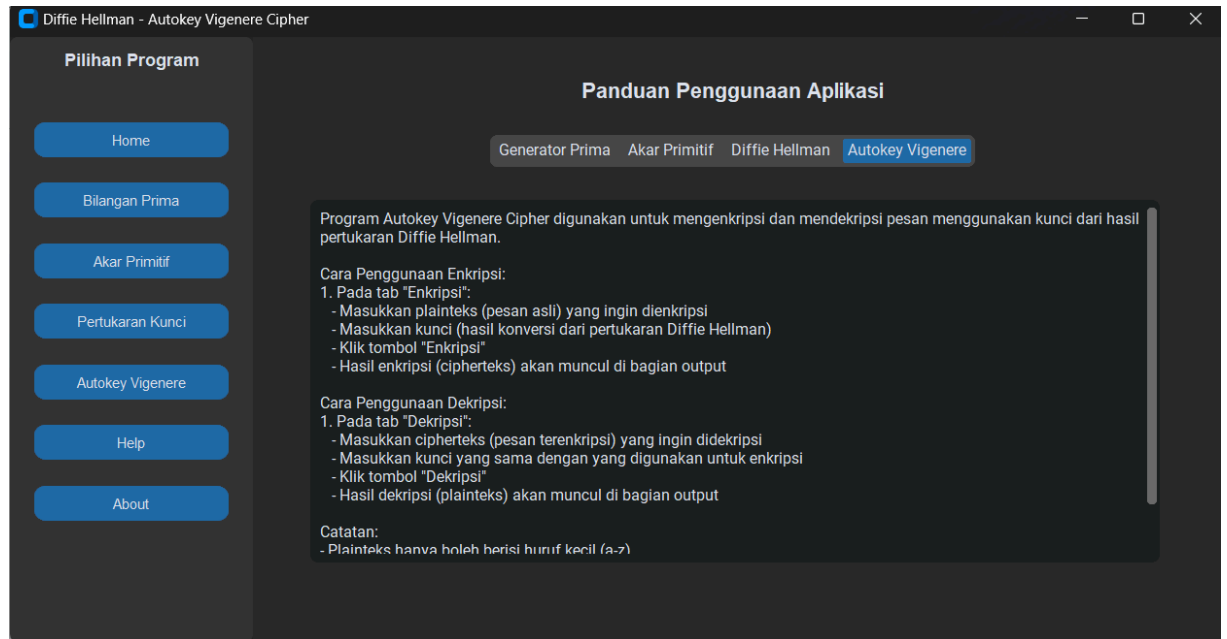 Diffie Hellman - Autokey Vigenere Cipher
Pilihan Program
Home
Bilangan Prima
Akar Primitif
Pertukaran Kunci
Autokey Vigenere
Help
About
Panduan Penggunaan Aplikasi
Generator Prima Akar Primitif Diffie Hellman Autokey Vigenere
Program Autokey Vigenere Cipher digunakan untuk mengenkripsi dan mendekripsi pesan menggunakan kunci dari hasil
pertukaran Diffie Hellman.
Cara Penggunaan Enkripsi:
1. Pada tab "Enkripsi":
- Masukkan plainteks (pesan asli) yang ingin dienkripsi
- Masukkan kunci (hasil konversi dari pertukaran Diffie Hellman)
- Klik tombol "Enkripsi"
- Hasil enkripsi (cipherteks) akan muncul di bagian output
Cara Penggunaan Dekripsi:
1. Pada tab "Dekripsi":
- Masukkan cipherteks (pesan terenkripsi) yang ingin didekripsi
- Masukkan kunci yang sama dengan yang digunakan untuk enkripsi
- Klik tombol "Dekripsi"
- Hasil dekripsi (plainteks) akan muncul di bagian output
Catatan:
- Plainteks hanya boleh berisi huruf kecil (a-z)